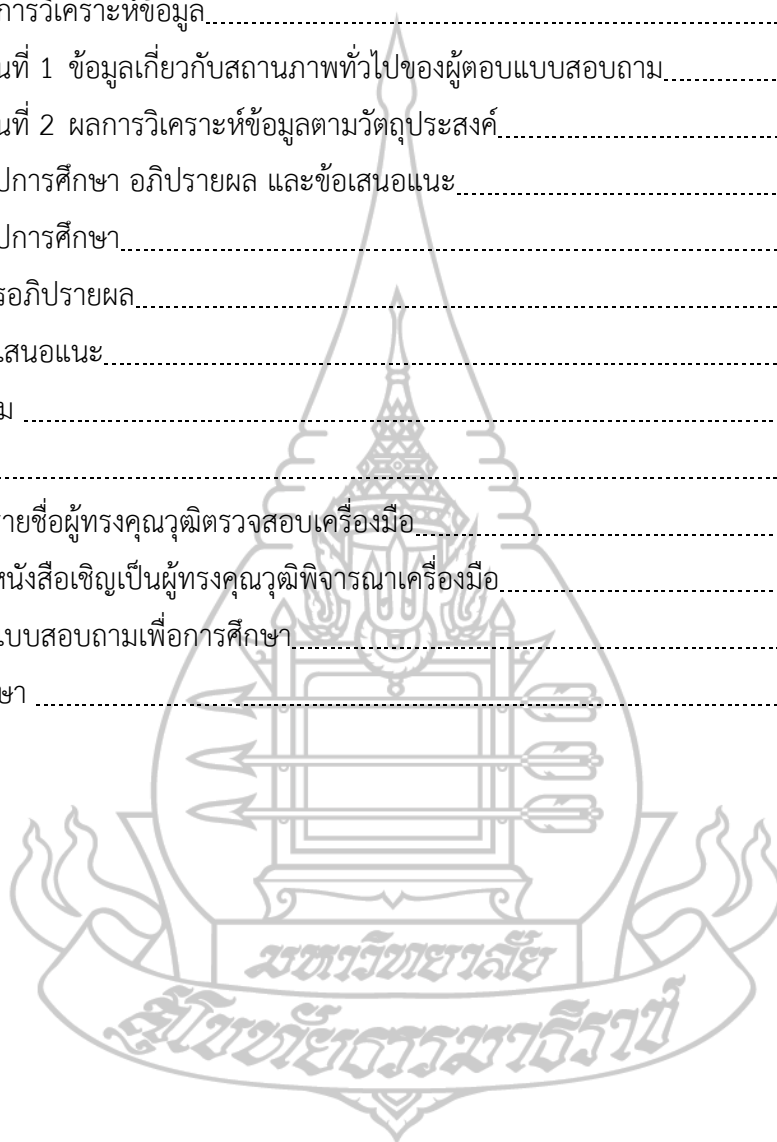 การวิเคราะห์ข้อมูล
นที่ 1 ข้อมูลเกี่ยวกับสถานภาพทั่วไปของผู้ตอบแบบสอบถาม
นที่ 2 ผลการวิเคราะห์ข้อมูลตามวัตถุประสงค์
ปการศึกษา อภิปรายผล และข้อเสนอแนะ
ปการศึกษา
รอภิปรายผล
เสนอแนะ
ม
ายชื่อผู้ทรงคุณวุฒิตรวจสอบเครื่องมือ
หนังสือเชิญเป็นผู้ทรงคุณวุฒิพิจารณาเครื่องมือ
แบบสอบถามเพื่อการศึกษา
ษา
มหาวิทยาลัย
สุโขทัยธรรมาธิราช